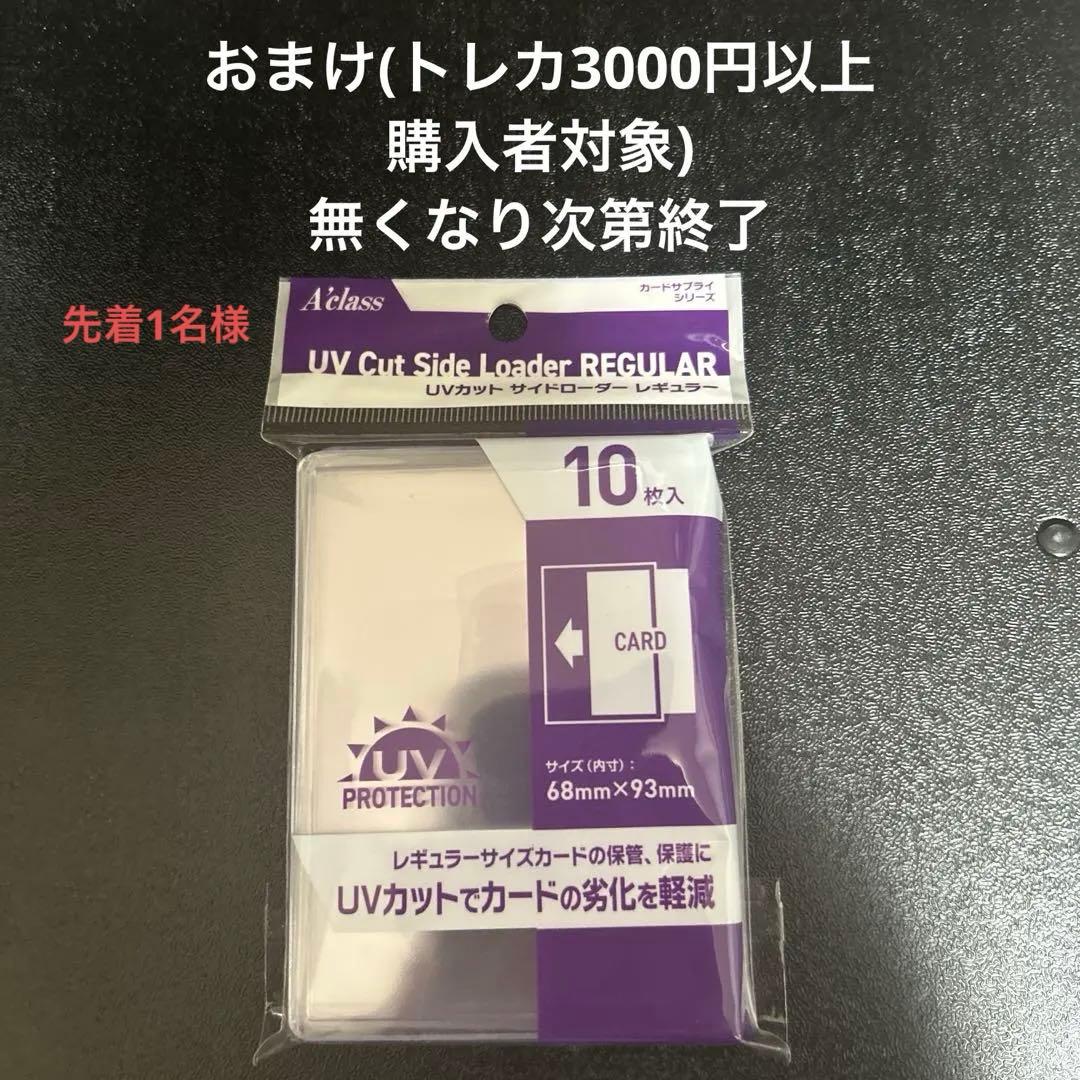 おまけ(トレカ3000円以上
購入者対象)
無くなり次第終了
先着1名様
A'class
カードサプライ
シリーズ
UV Cut Side Loader REGULAR
UVカット サイドローダー レギュラー
10枚入
CARD
UV
PROTECTION
サイズ(内寸):
68mm×93mm
レギュラーサイズカードの保管、保護に
UVカットでカードの劣化を軽減